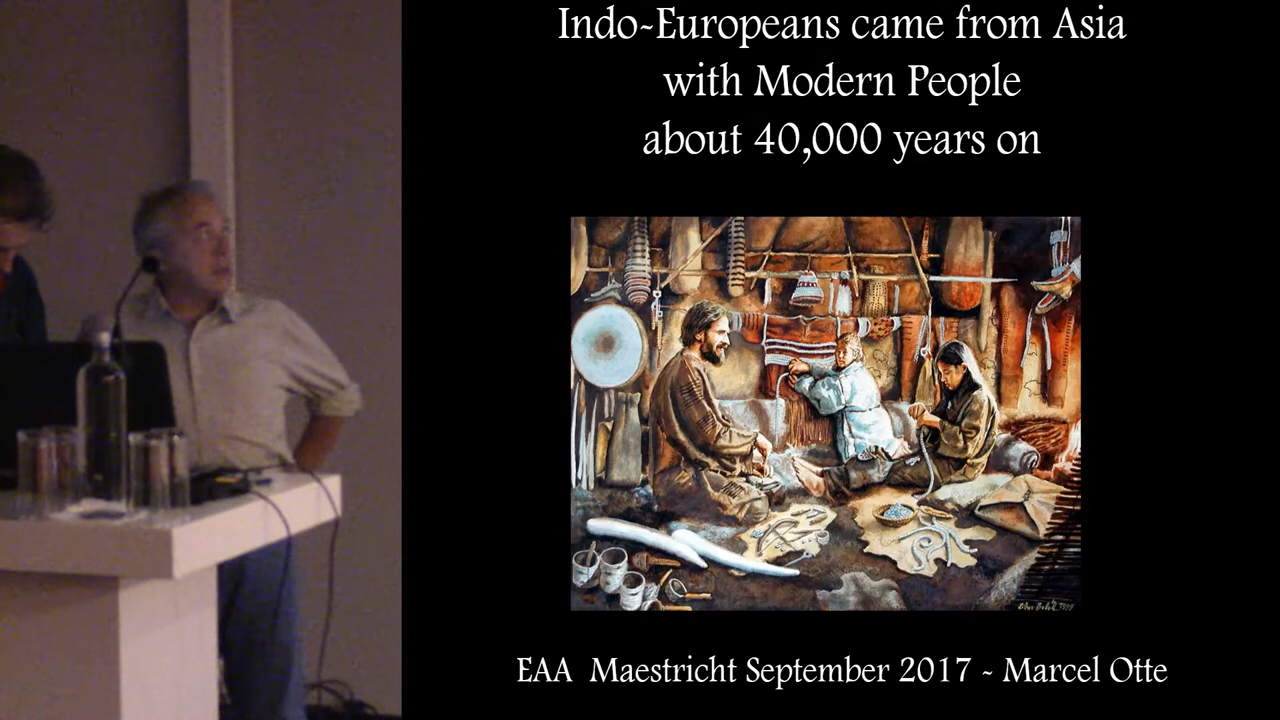 Indo-Europeans came from Asia
with Modern People
about 40,000 years on
EAA Maestricht September 2017 - Marcel Otte